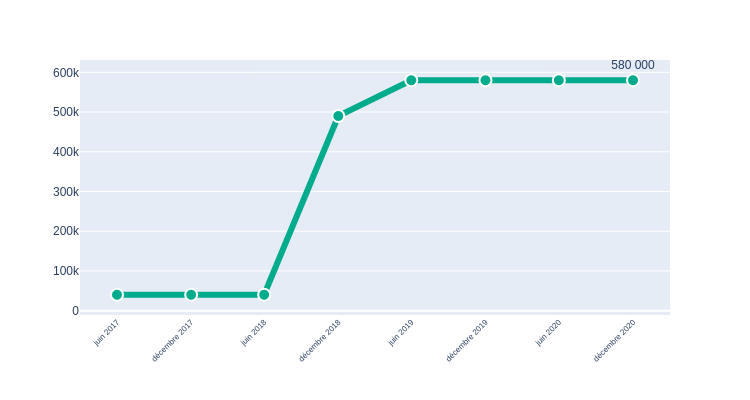 580 000
600k
500k
400k
300k
200k
100k
0
juin 2017
décembre 2017
juin 2018
décembre 2018
juin 2019
décembre 2019
juin 2020
décembre 2020